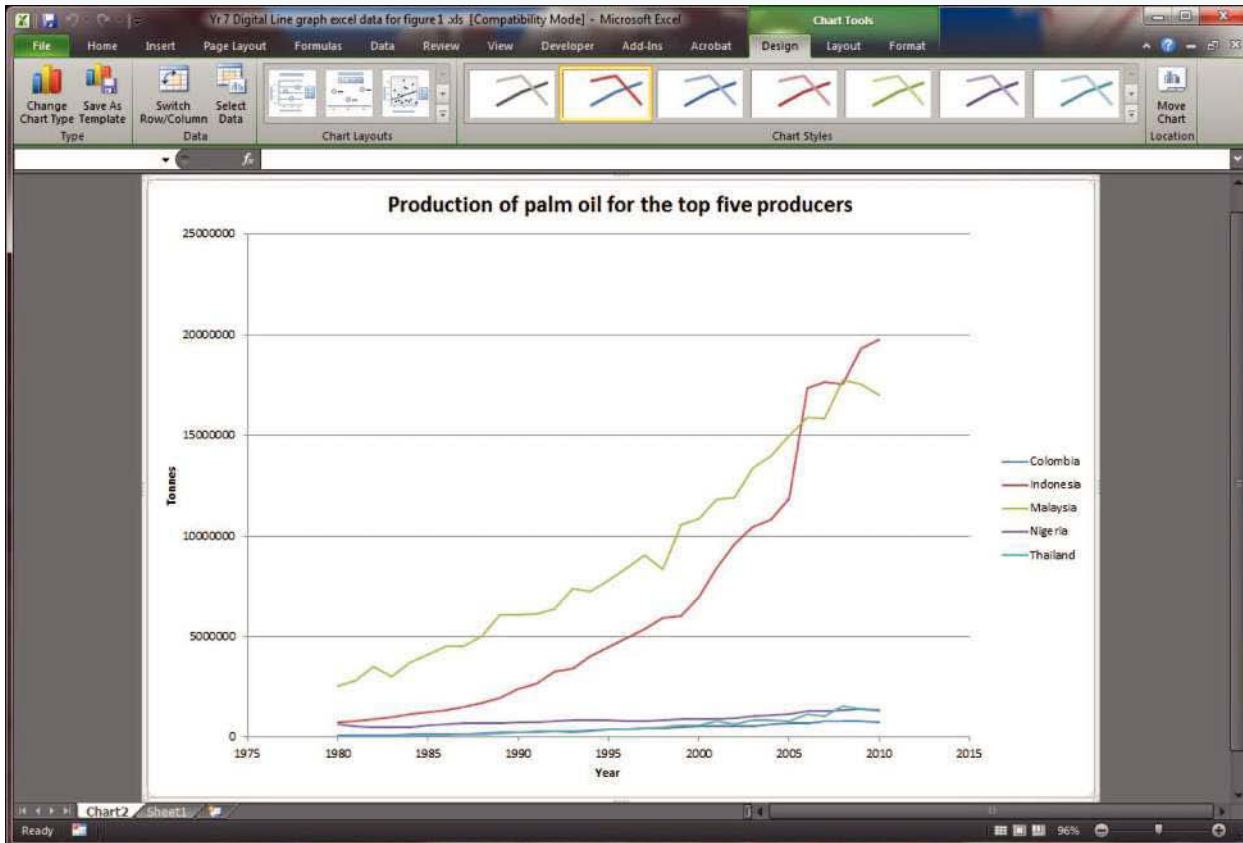 Yr 7 Digital Line graph excel data for figure 1 .xls [Compatibility Mode] - Microsoft Excel
Chart Tools
File Home Insert Page Layout Formulas Data Review View Developer Add-Ins Acrobat Design Layout Format
Change Chart Type
Save As Template
Switch Row/Column
Select Data
Move Chart
Type Data Chart Layouts Chart Styles Location
fx
Production of palm oil for the top five producers
25000000
20000000
15000000
10000000
5000000
0
Tonnes
1975 1980 1985 1990 1995 2000 2005 2010 2015
Year
Colombia
Indonesia
Malaysia
Nigeria
Thailand
Chart2 Sheet1
Ready 96%